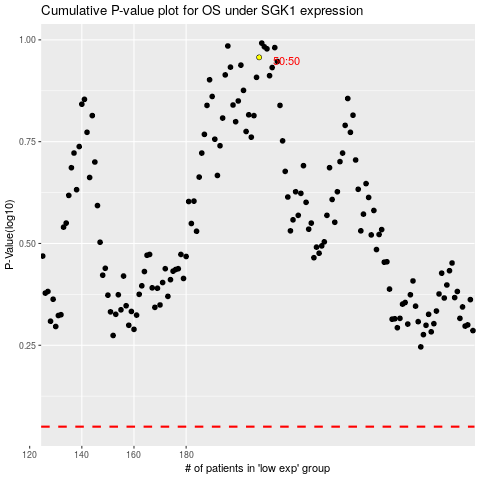 Cumulative P-value plot for OS under SGK1 expression
1.00
50:50
0.75
P-Value(log10)
0.50
0.25
120 140 160 180
# of patients in 'low exp' group